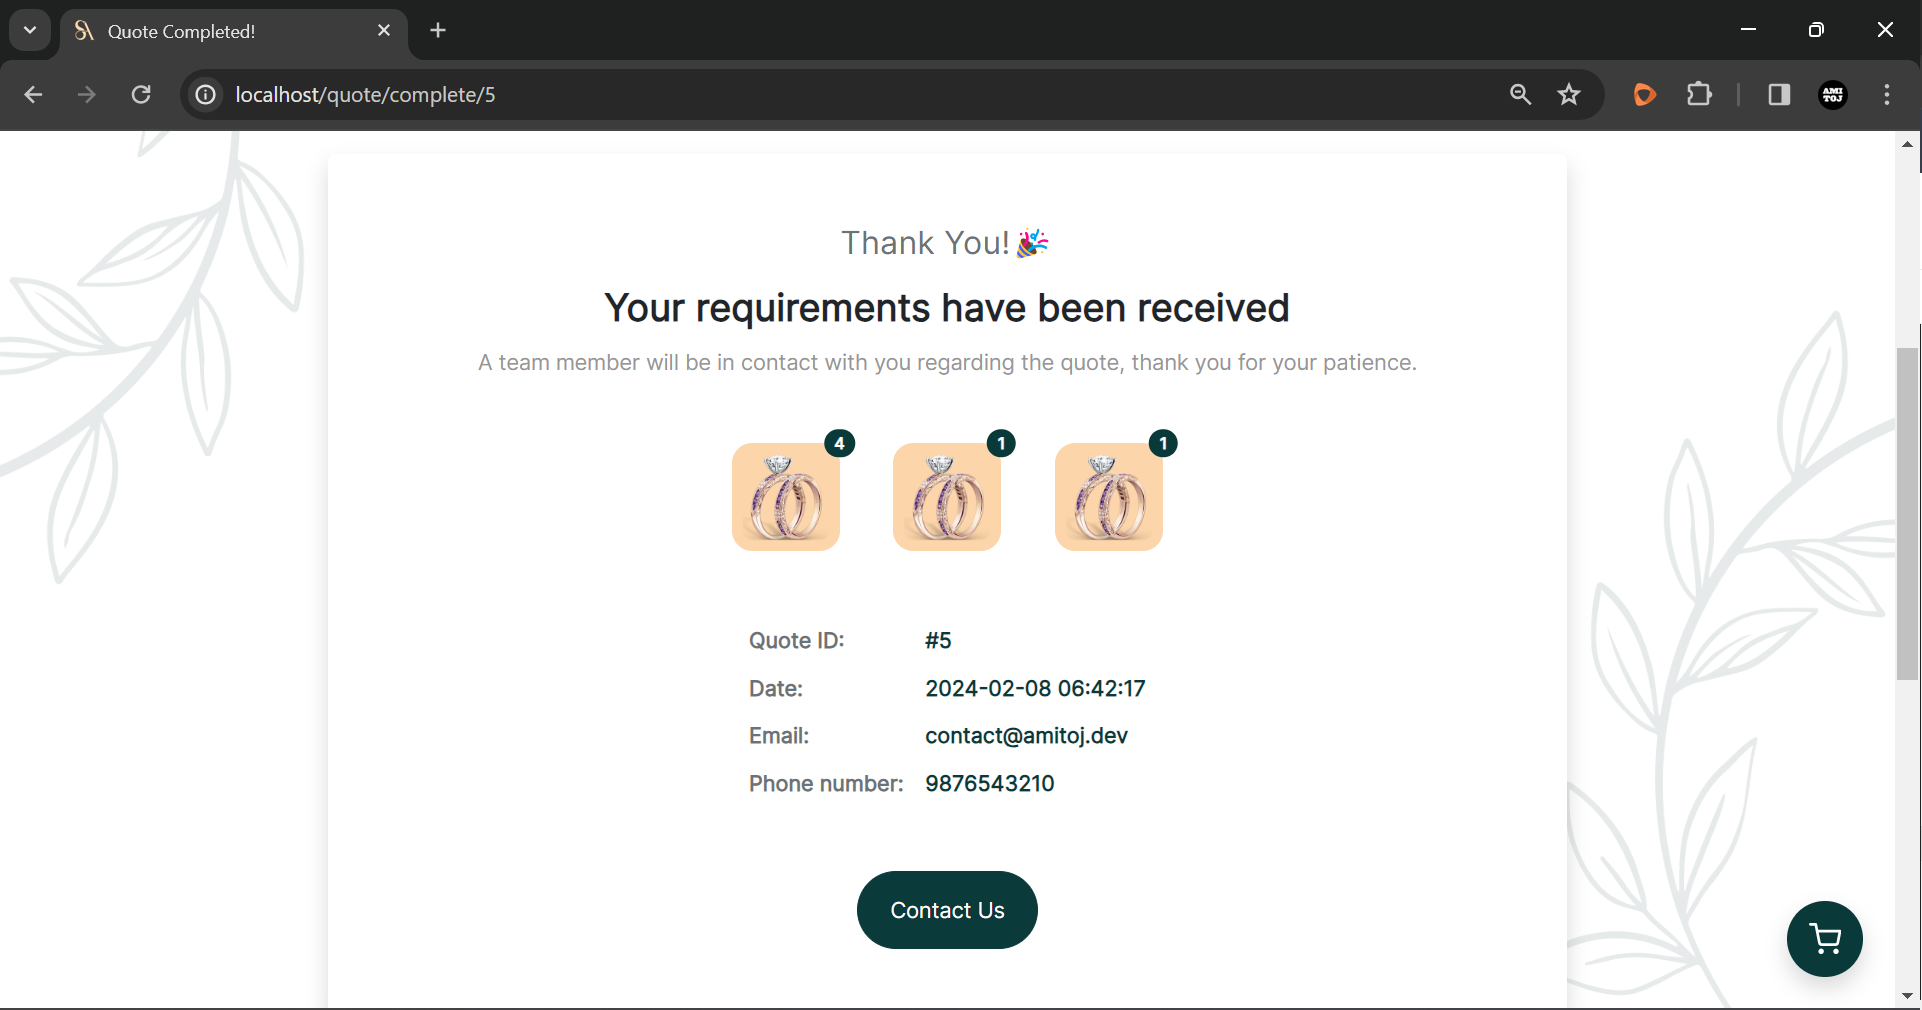 Quote Completed!
localhost/quote/complete/5
AMI
TOJ
Thank You!🎉
Your requirements have been received
A team member will be in contact with you regarding the quote, thank you for your patience.
4 1 1
Quote ID: #5
Date: 2024-02-08 06:42:17
Email: contact@amitoj.dev
Phone number: 9876543210
Contact Us